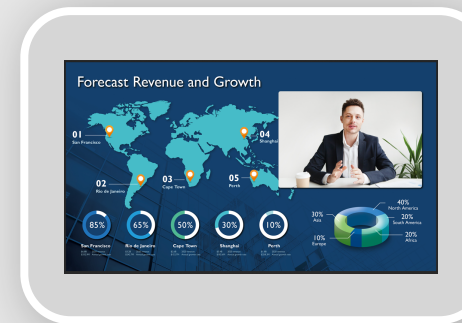 Forecast Revenue and Growth
01
San Francisco
02
Rio de Janeiro
03
Cape Town
04
Shanghai
05
Perth
85%
65%
50%
30%
10%
San Francisco
Rio de Janeiro
Cape Town
Shanghai
Perth
40%
North America
30%
Asia
20%
South America
10%
Europe
20%
Africa